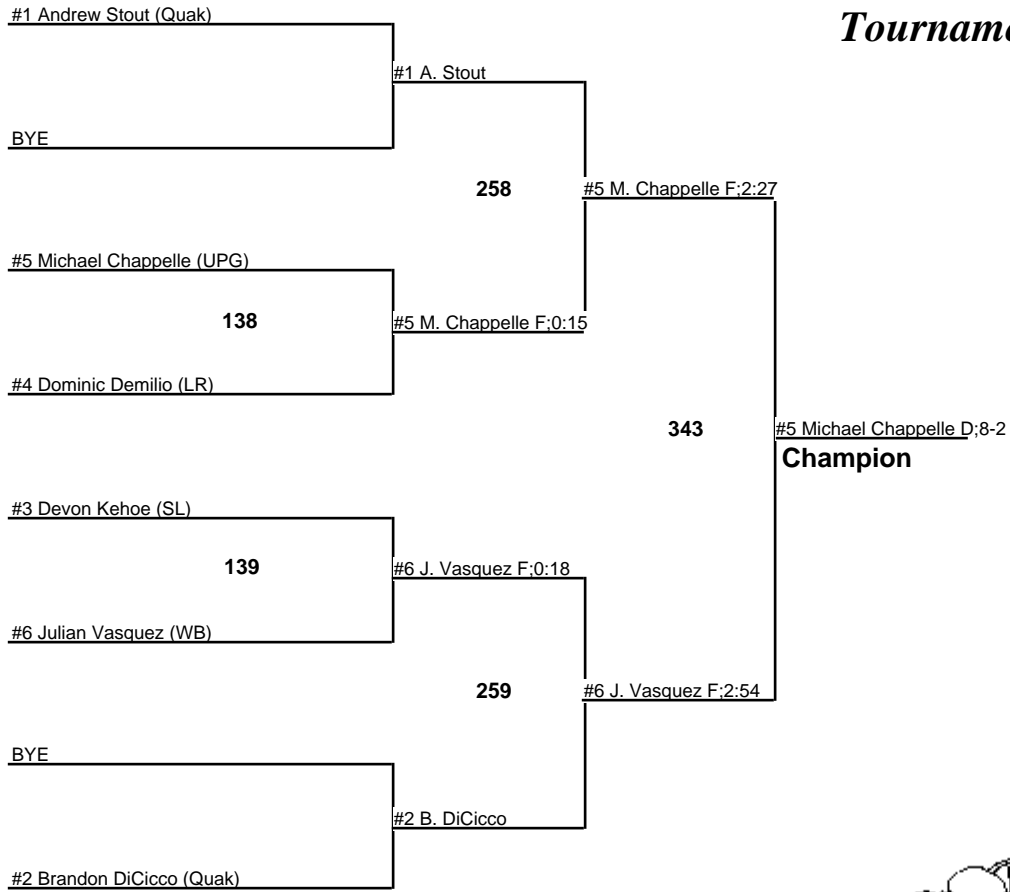 #1 Andrew Stout (Quak)
Tourname
#1 A. Stout
BYE
258
#5 M. Chappelle F;2:27
#5 Michael Chappelle (UPG)
138
#5 M. Chappelle F;0:15
#4 Dominic Demilio (LR)
343
#5 Michael Chappelle D;8-2
Champion
#3 Devon Kehoe (SL)
139
#6 J. Vasquez F;0:18
#6 Julian Vasquez (WB)
259
#6 J. Vasquez F;2:54
BYE
#2 B. DiCicco
#2 Brandon DiCicco (Quak)